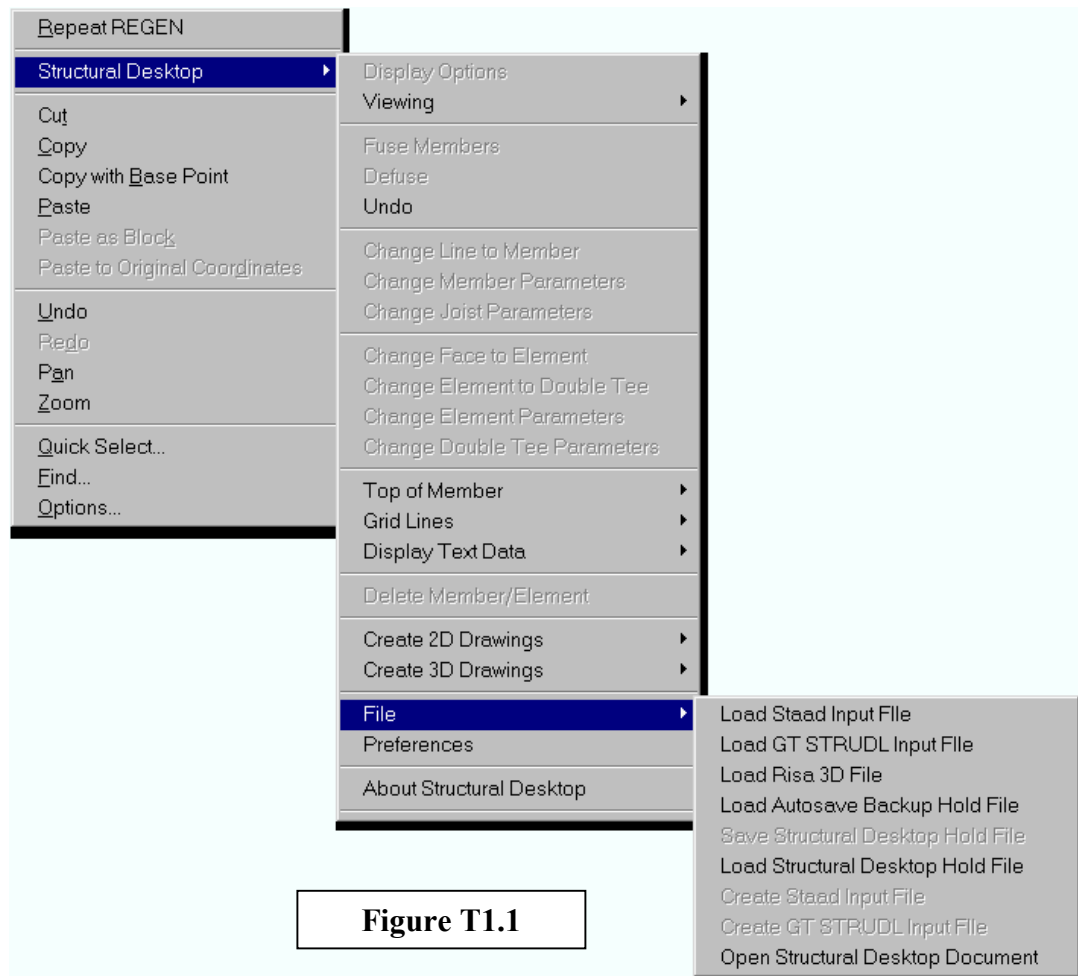 Repeat REGEN
Structural Desktop
Cut
Copy
Copy with Base Point
Paste
Paste as Block
Paste to Original Coordinates
Undo
Redo
Pan
Zoom
Quick Select...
Find...
Options...
Display Options
Viewing
Fuse Members
Defuse
Undo
Change Line to Member
Change Member Parameters
Change Joist Parameters
Change Face to Element
Change Element to Double Tee
Change Element Parameters
Change Double Tee Parameters
Top of Member
Grid Lines
Display Text Data
Delete Member/Element
Create 2D Drawings
Create 3D Drawings
File
Preferences
About Structural Desktop
Load Staad Input FIle
Load GT STRUDL Input FIle
Load Risa 3D File
Load Autosave Backup Hold File
Save Structural Desktop Hold File
Load Structural Desktop Hold File
Create Staad Input File
Create GT STRUDL Input FIle
Open Structural Desktop Document
Figure T1.1